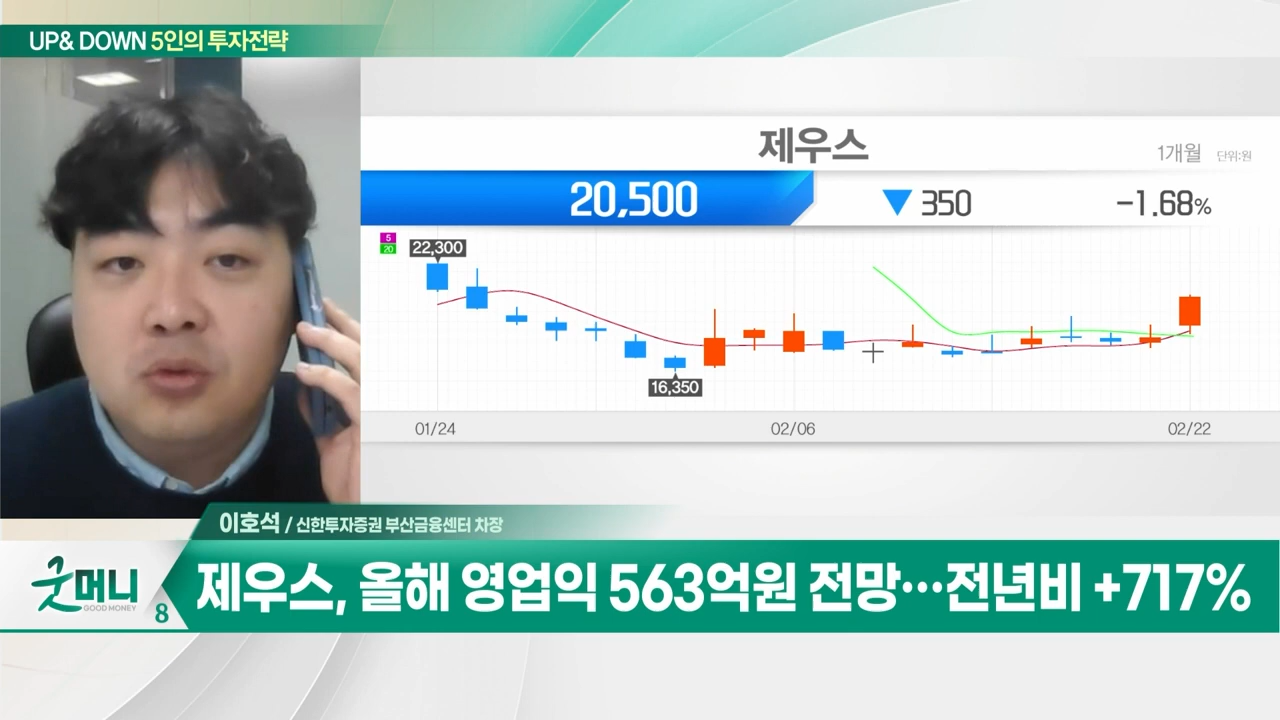 UP& DOWN 5인의 투자전략
제우스
1개월 단위:원
20,500 ▼ 350 -1.68%
5
20
22,300
16,350
01/24 02/06 02/22
이호석 / 신한투자증권 부산금융센터 차장
굿머니
GOOD MONEY
8
제우스, 올해 영업익 563억원 전망…전년비 +717%